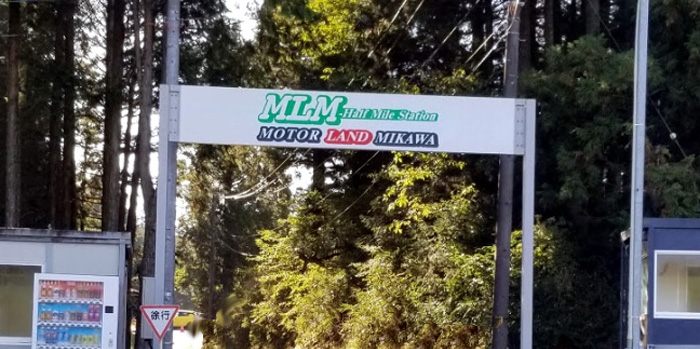 MLM Half Mile Station
MOTOR LAND MIKAWA
徐行